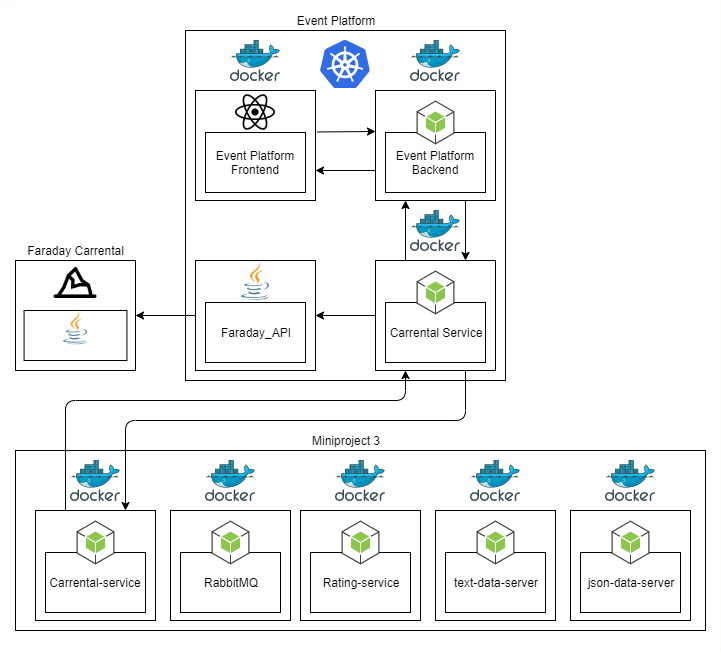 Event Platform
docker
docker
Event Platform
Frontend
Event Platform
Backend
docker
Faraday Carrental
Faraday_API
Carrental Service
Miniproject 3
docker
docker
docker
docker
docker
Carrental-service
RabbitMQ
Rating-service
text-data-server
json-data-server